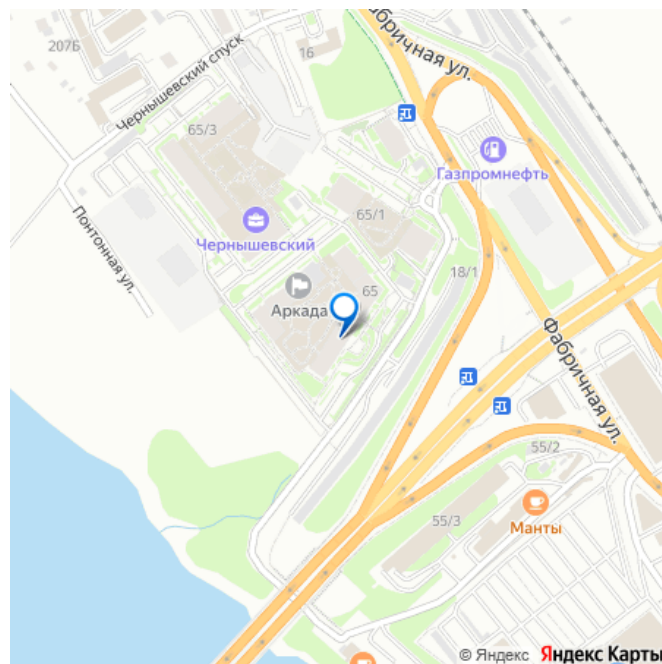 207Б
Чернышевский спуск
16
Фабричная ул.
65/3
Газпромнефть
65/1
Понтонная ул.
Чернышевский
18/1
65
Аркада
Фабричная ул.
55/2
55/3
Манты
© Яндекс Яндекс Карты